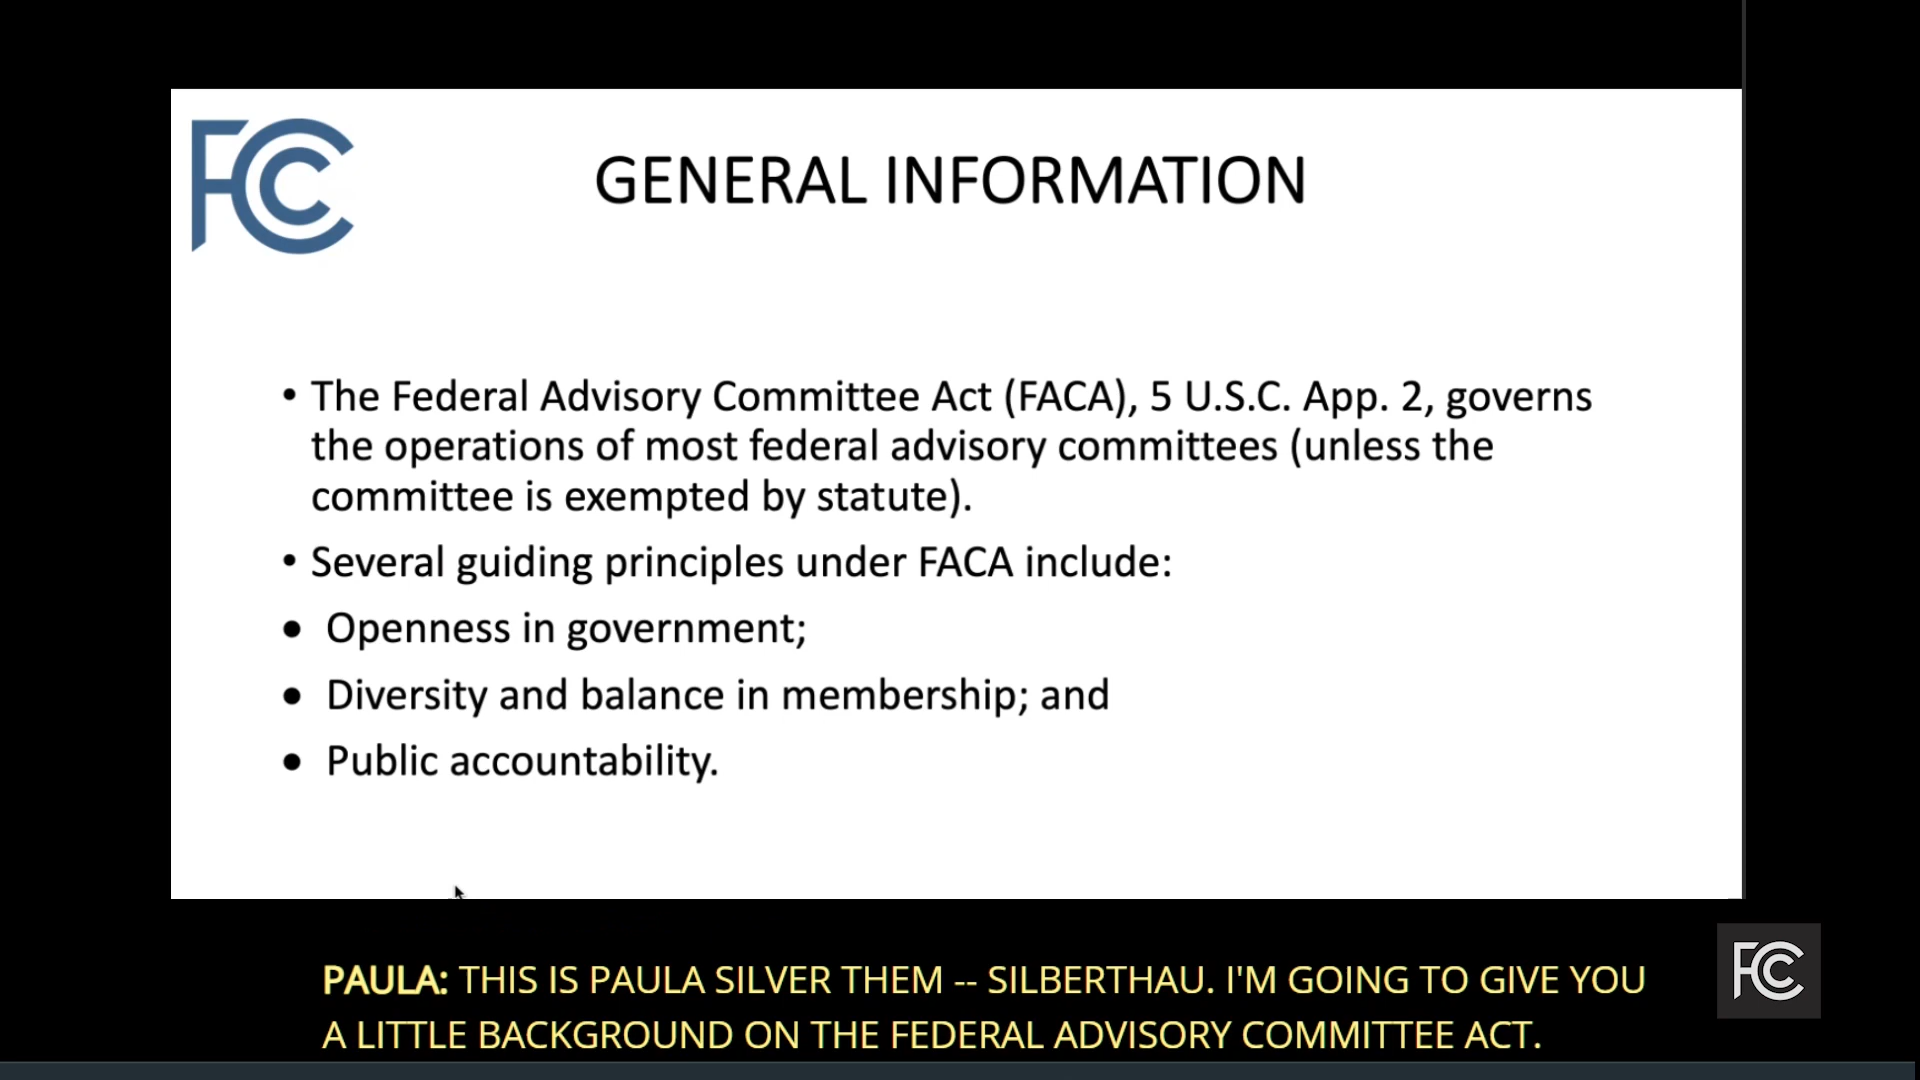 FCC
GENERAL INFORMATION
• The Federal Advisory Committee Act (FACA), 5 U.S.C. App. 2, governs
the operations of most federal advisory committees (unless the
committee is exempted by statute).
• Several guiding principles under FACA include:
• Openness in government;
• Diversity and balance in membership; and
• Public accountability.
PAULA: THIS IS PAULA SILVER THEM -- SILBERTHAU. I'M GOING TO GIVE YOU
A LITTLE BACKGROUND ON THE FEDERAL ADVISORY COMMITTEE ACT.
FCC